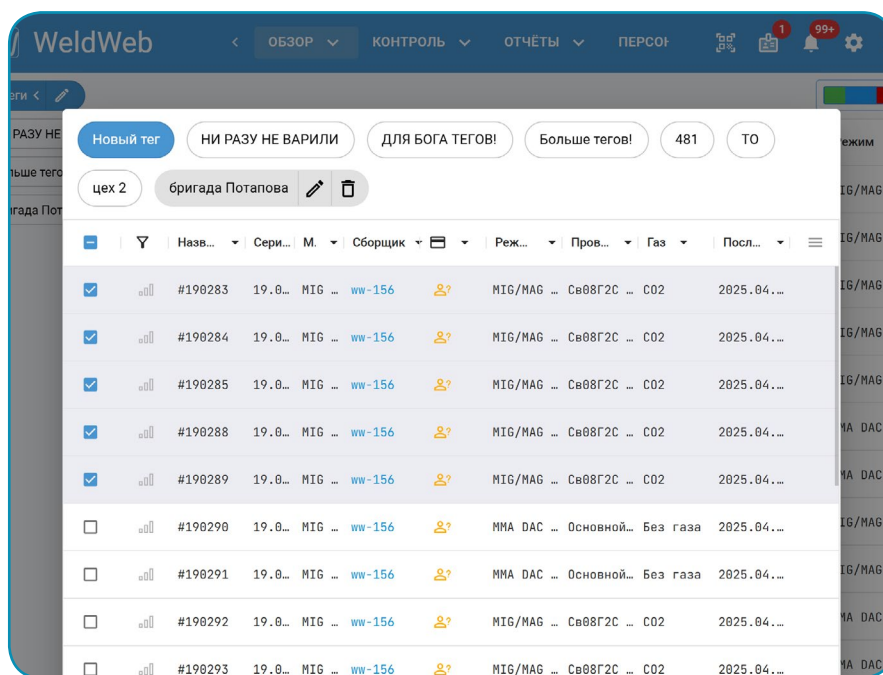 WeldWeb < ОБЗОР КОНТРОЛЬ ОТЧЁТЫ ПЕРСОН 1 99+
еги <
РАЗУ НЕ
льше тего
игада Пот
ежим
Новый тег НИ РАЗУ НЕ ВАРИЛИ ДЛЯ БОГА ТЕГОВ! Больше тегов! 481 ТО
цех 2 бригада Потапова
Назв... Сери... М. Сборщик Реж... Пров... Газ Посл...
#190283 19.0… MIG … ww-156 MIG/MAG … Св08Г2С … CO2 2025.04.… IG/MAG
#190284 19.0… MIG … ww-156 MIG/MAG … Св08Г2С … CO2 2025.04.… IG/MAG
#190285 19.0… MIG … ww-156 MIG/MAG … Св08Г2С … CO2 2025.04.… IG/MAG
#190288 19.0… MIG … ww-156 MIG/MAG … Св08Г2С … CO2 2025.04.… IG/MAG
#190289 19.0… MIG … ww-156 MIG/MAG … Св08Г2С … CO2 2025.04.… IG/MAG
#190290 19.0… MIG … ww-156 MMA DAC … Основной… Без газа 2025.04.… MA DAC
#190291 19.0… MIG … ww-156 MMA DAC … Основной… Без газа 2025.04.… MA DAC
#190292 19.0… MIG … ww-156 MIG/MAG … Св08Г2С … CO2 2025.04.… IG/MAG
#190293 19.0… MIG … ww-156 MIG/MAG … Св08Г2С … CO2 2025.04.… IG/MAG
MA DAC
MA DAC